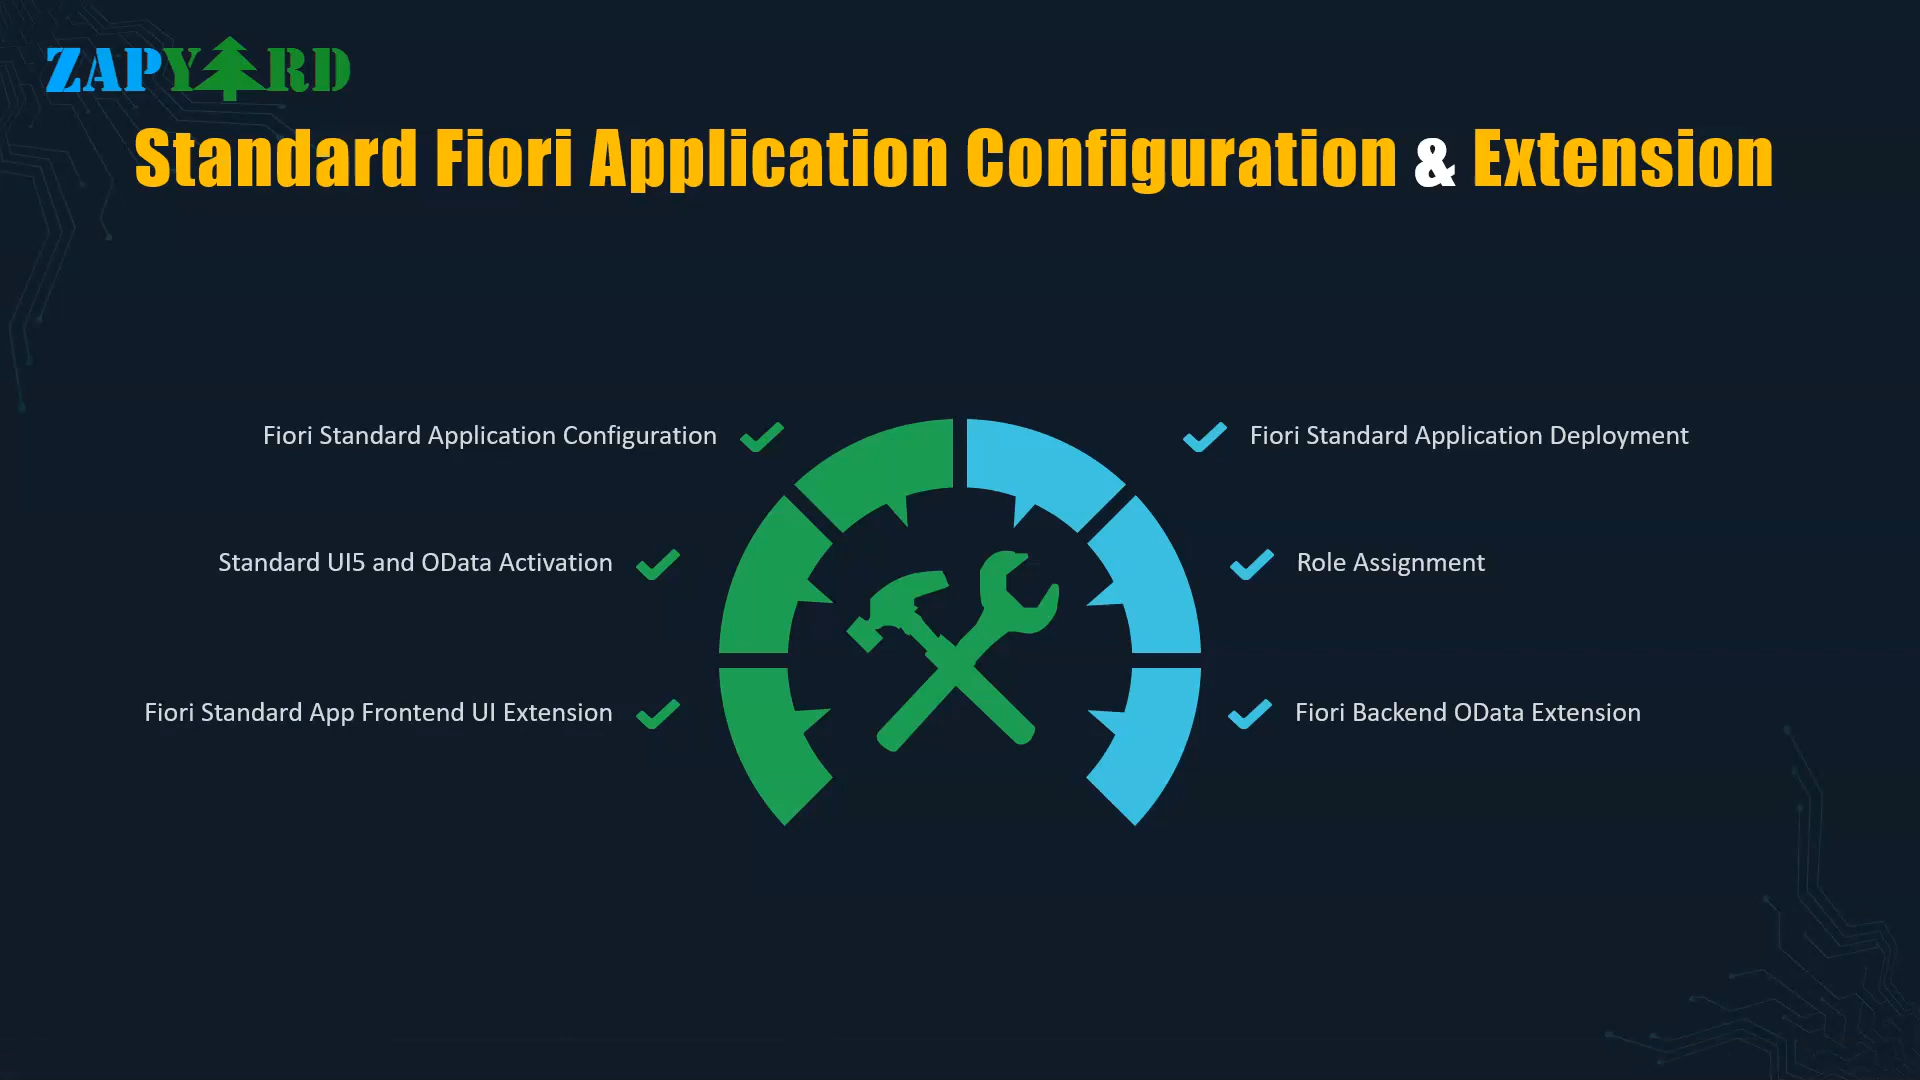 ZAPYARD
Standard Fiori Application Configuration & Extension
Fiori Standard Application Configuration
Fiori Standard Application Deployment
Standard UI5 and OData Activation
Role Assignment
Fiori Standard App Frontend UI Extension
Fiori Backend OData Extension